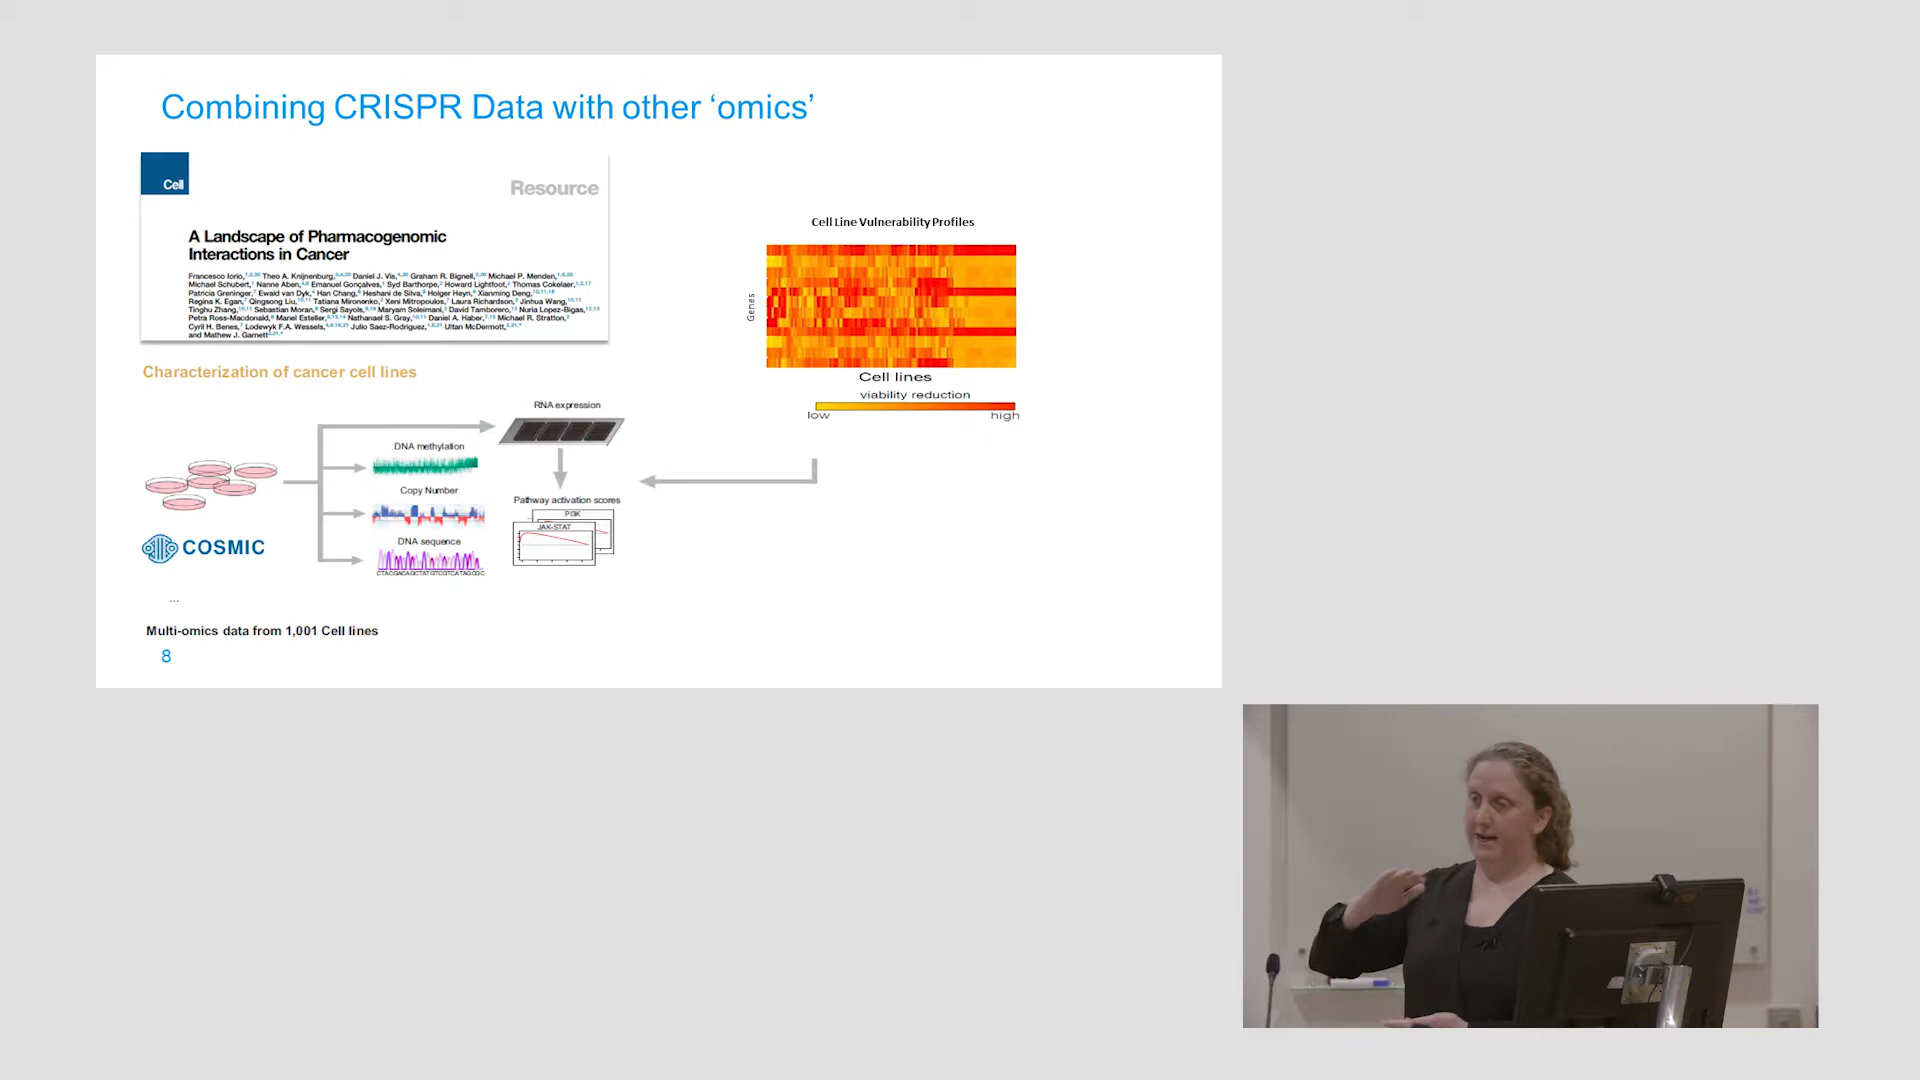 Combining CRISPR Data with other ‘omics’
Cell
Resource
A Landscape of Pharmacogenomic
Interactions in Cancer
Francesco Iorio, Theo A. Knijnenburg, Daniel J. Vis, Graham R. Bignell, Michael P. Menden,
Michael Schubert, Nanne Aben, Emanuel Gonçalves, Syd Barthorpe, Howard Lightfoot, Thomas Cokelaer,
Patricia Greninger, Ewald van Dyk, Han Chang, Heshani de Silva, Holger Heyn, Xianming Deng,
Regina K. Egan, Qingsong Liu, Tatiana Mironenko, Xeni Mitropoulos, Laura Richardson, Jinhua Wang,
Tinghu Zhang, Sebastian Moran, Sergi Sayols, Maryam Soleimani, David Tamborero, Nuria Lopez-Bigas,
Petra Ross-Macdonald, Manel Esteller, Nathanael S. Gray, Daniel A. Haber, Michael R. Stratton,
Cyril H. Benes, Lodewyk F.A. Wessels, Julio Saez-Rodriguez, Ultan McDermott,
and Mathew J. Garnett
Characterization of cancer cell lines
RNA expression
DNA methylation
Copy Number
DNA sequence
Pathway activation scores
PI3K
JAK-STAT
COSMIC
...
Multi-omics data from 1,001 Cell lines
8
Cell Line Vulnerability Profiles
Genes
Cell lines
viability reduction
low
high